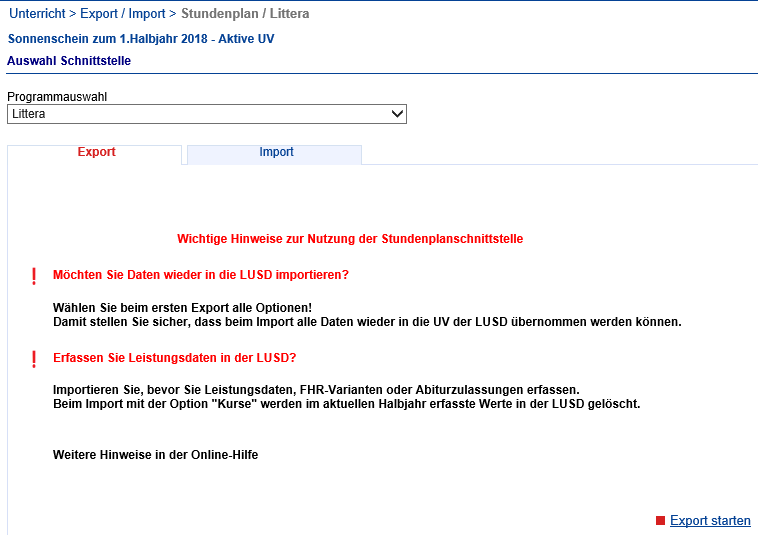 Unterricht > Export / Import > Stundenplan / Littera
Sonnenschein zum 1.Halbjahr 2018 - Aktive UV
Auswahl Schnittstelle
Programmauswahl
Littera
Export
Import
Wichtige Hinweise zur Nutzung der Stundenplanschnittstelle
! Möchten Sie Daten wieder in die LUSD importieren?
Wählen Sie beim ersten Export alle Optionen!
Damit stellen Sie sicher, dass beim Import alle Daten wieder in die UV der LUSD übernommen werden können.
! Erfassen Sie Leistungsdaten in der LUSD?
Importieren Sie, bevor Sie Leistungsdaten, FHR-Varianten oder Abiturzulassungen erfassen.
Beim Import mit der Option "Kurse" werden im aktuellen Halbjahr erfasste Werte in der LUSD gelöscht.
Weitere Hinweise in der Online-Hilfe
Export starten